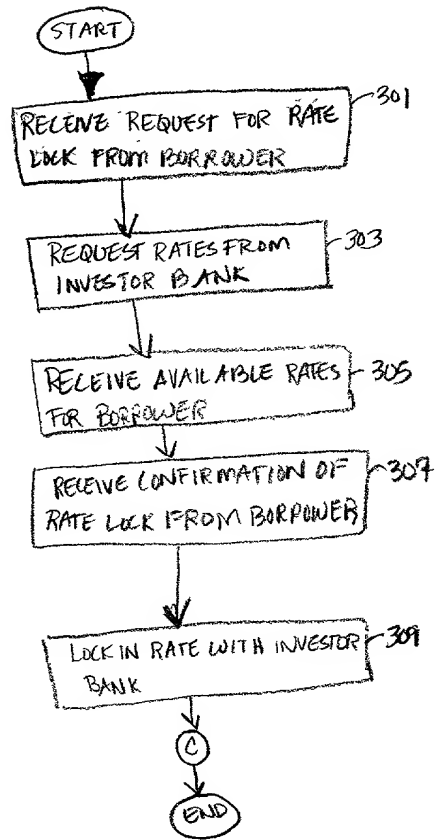 START
RECEIVE REQUEST FOR RATE
LOCK FROM BORROWER
301
REQUEST RATES FROM
INVESTOR BANK
303
RECEIVE AVAILABLE RATES
FOR BORROWER
305
RECEIVE CONFIRMATION OF
RATE LOCK FROM BORROWER
307
LOCK IN RATE WITH INVESTOR
BANK
309
C
END